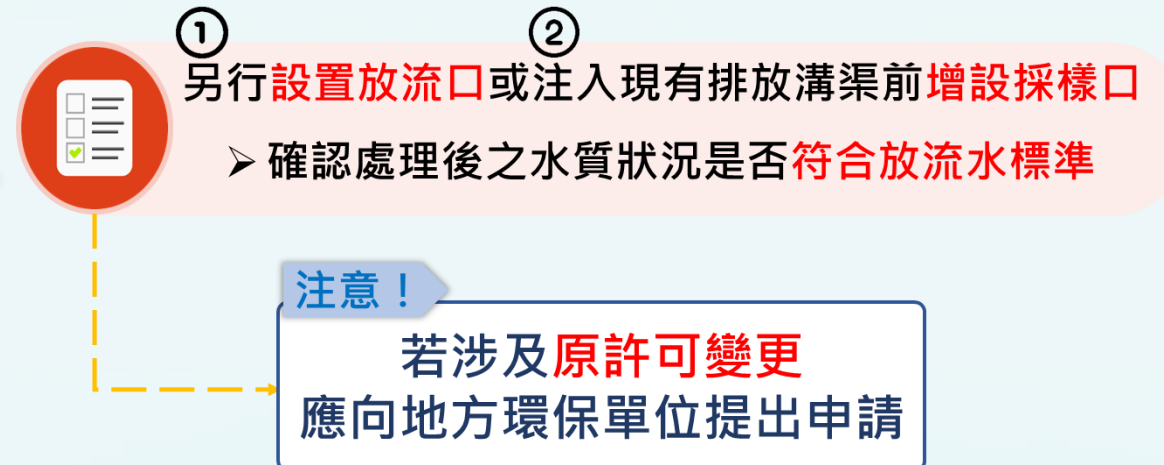 ① ②
另行設置放流口或注入現有排放溝渠前增設採樣口
➢ 確認處理後之水質狀況是否符合放流水標準
注意！
若涉及原許可變更
應向地方環保單位提出申請